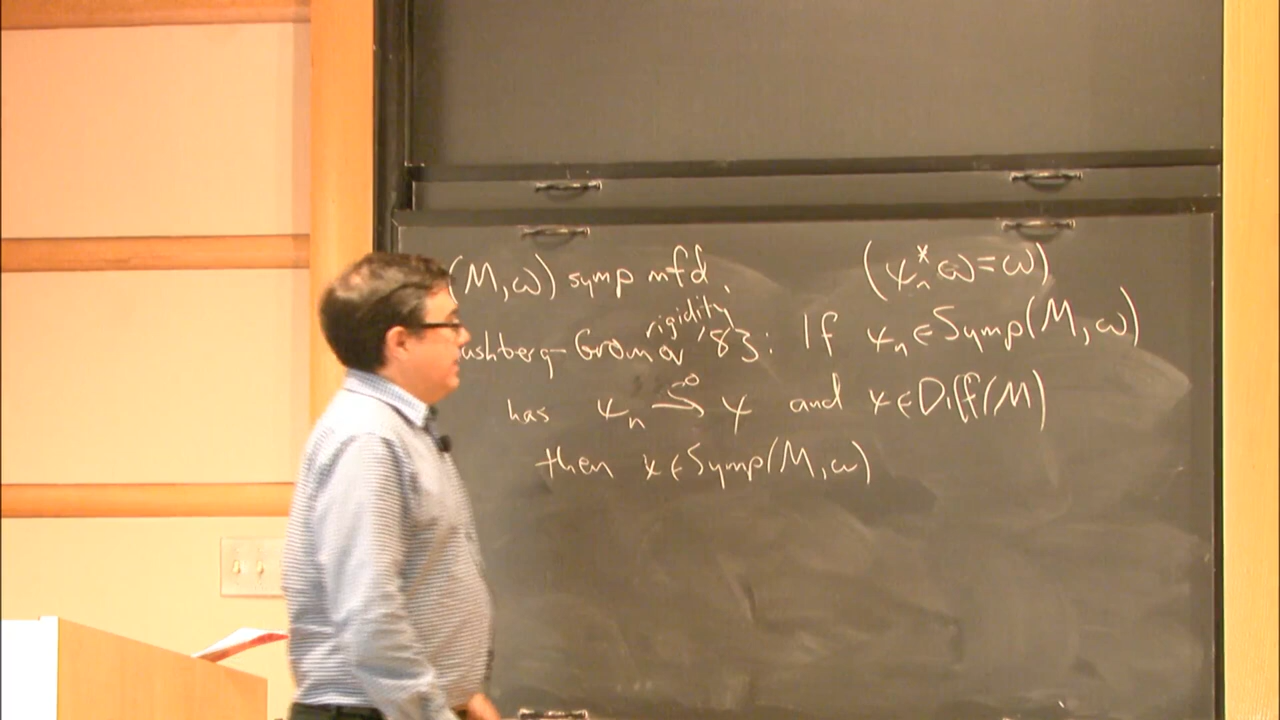 (M, ω) symp mfd. (ψₙ* ω = ω)
ashberg-Gromov rigidity '83: If ψₙ ∈ Symp(M, ω)
has ψₙ →^{C⁰} ψ and ψ ∈ Diff(M)
then ψ ∈ Symp(M, ω)